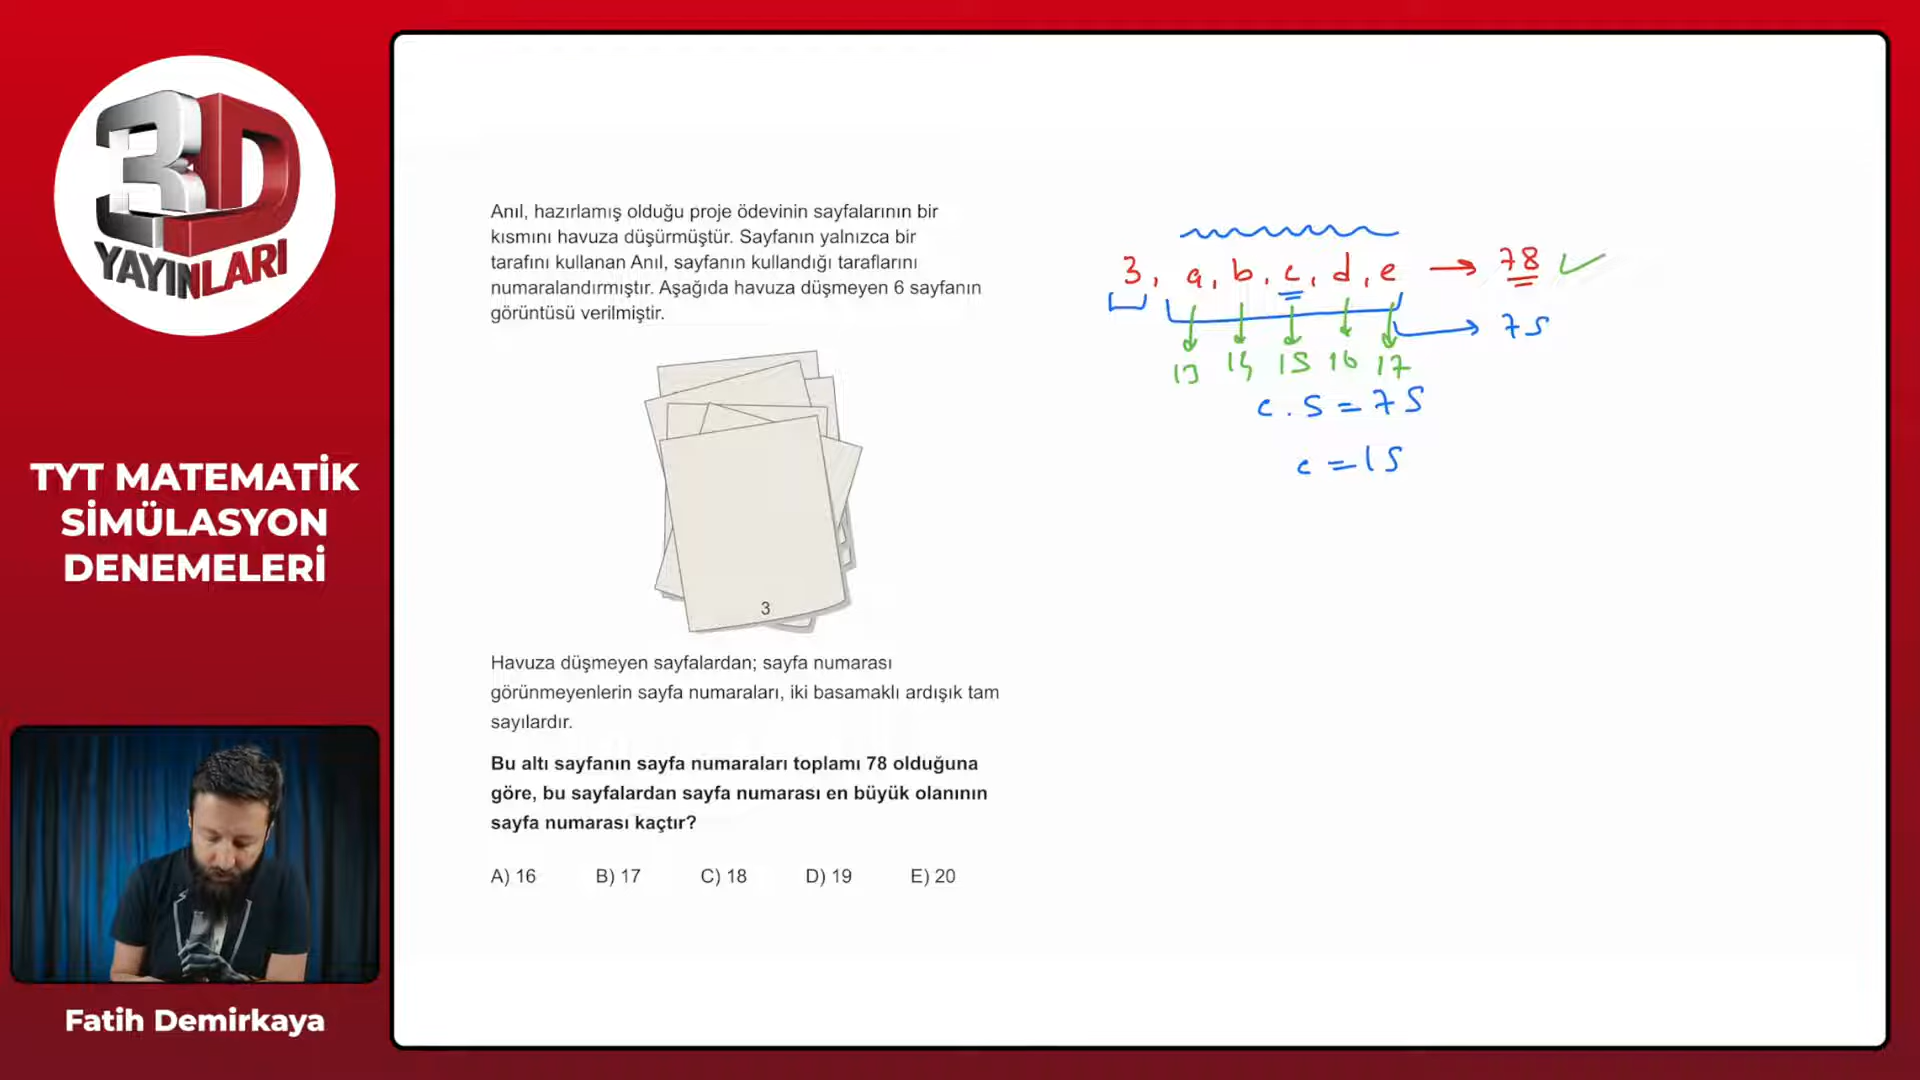 3D
YAYINLARI
TYT MATEMATİK
SİMÜLASYON
DENEMELERİ
Fatih Demirkaya
Anıl, hazırlamış olduğu proje ödevinin sayfalarının bir
kısmını havuza düşürmüştür. Sayfanın yalnızca bir
tarafını kullanan Anıl, sayfanın kullandığı taraflarını
numaralandırmıştır. Aşağıda havuza düşmeyen 6 sayfanın
görüntüsü verilmiştir.
3
Havuza düşmeyen sayfalardan; sayfa numarası
görünmeyenlerin sayfa numaraları, iki basamaklı ardışık tam
sayılardır.
Bu altı sayfanın sayfa numaraları toplamı 78 olduğuna
göre, bu sayfalardan sayfa numarası en büyük olanının
sayfa numarası kaçtır?
A) 16 B) 17 C) 18 D) 19 E) 20
3, a, b, c, d, e → 78 ✓
→ 75
13 14 15 16 17
c . 5 = 75
c = 15